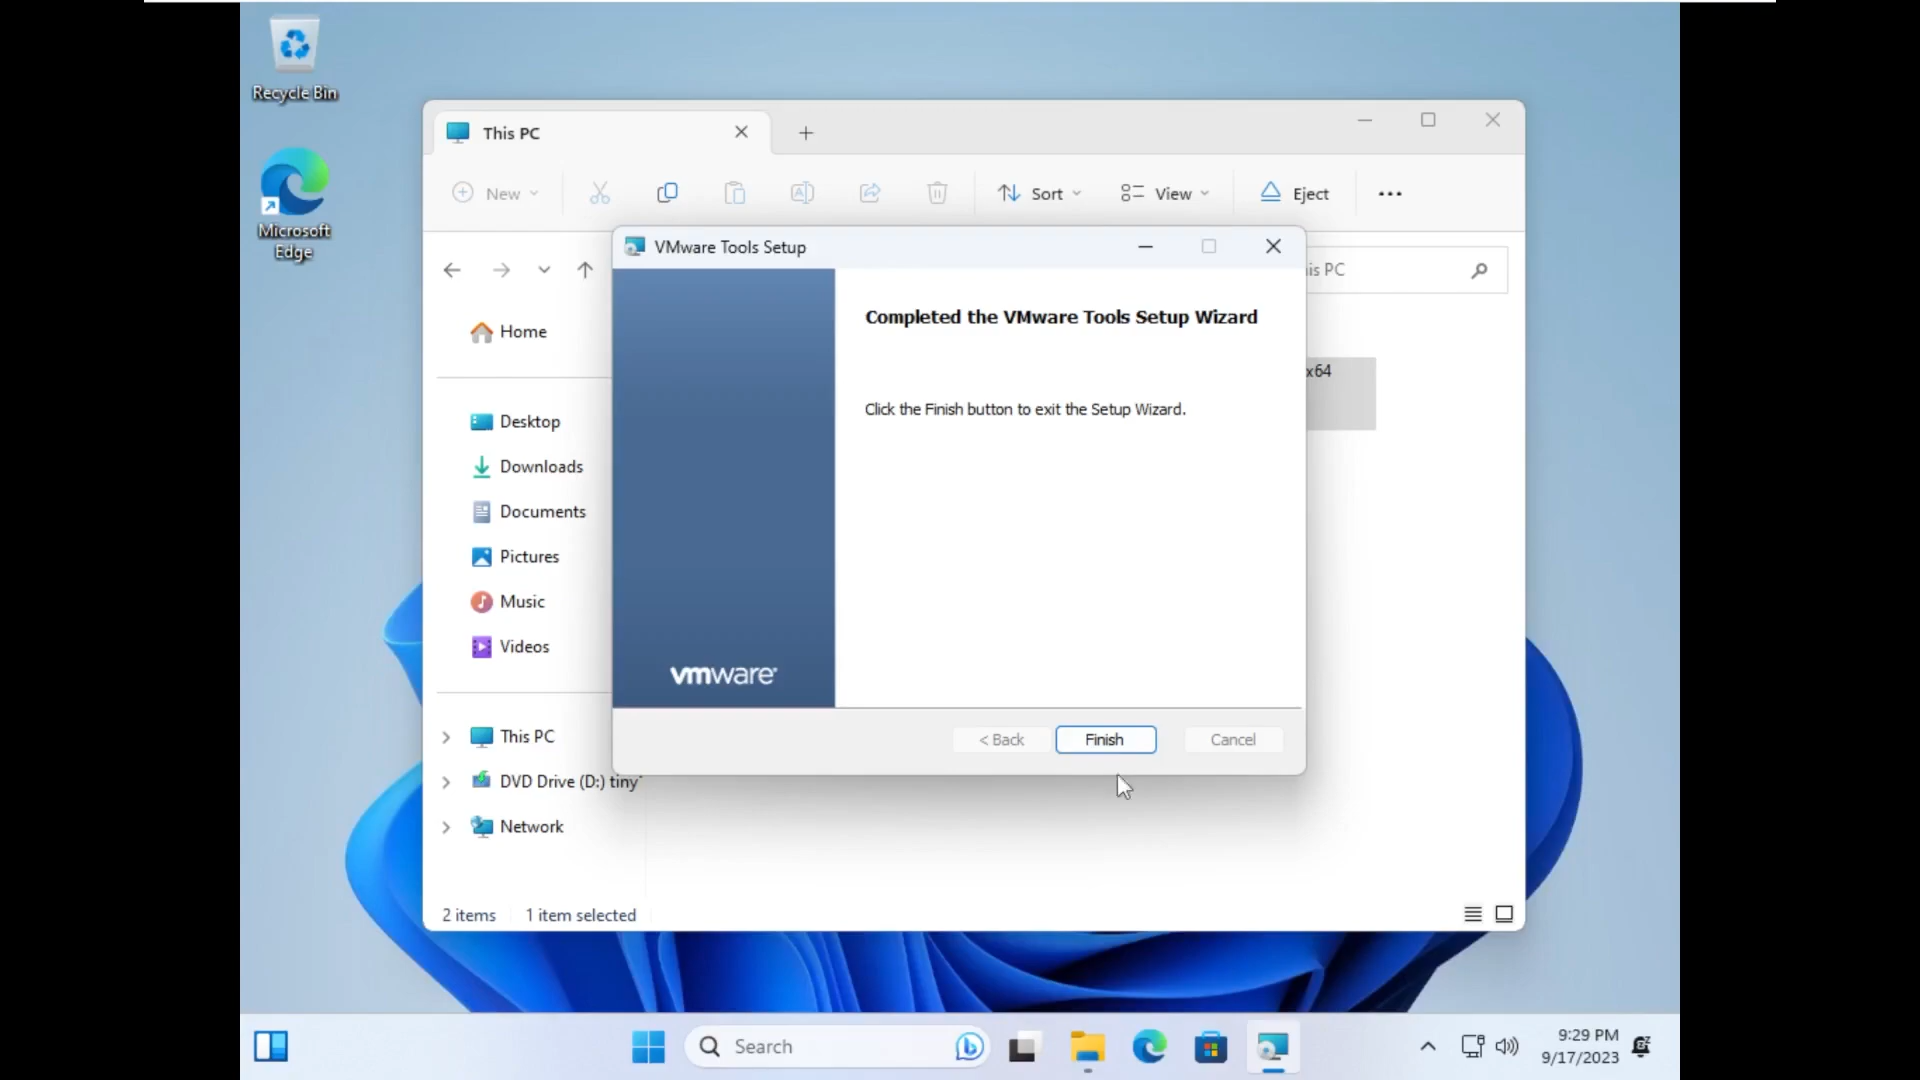 Recycle Bin
Microsoft
Edge
This PC
New
Sort
View
Eject
VMware Tools Setup
is PC
Completed the VMware Tools Setup Wizard
Home
x64
Click the Finish button to exit the Setup Wizard.
Desktop
Downloads
Documents
Pictures
Music
Videos
vmware
This PC
< Back
Finish
Cancel
DVD Drive (D:) tiny
Network
2 items
1 item selected
Search
9:29 PM
9/17/2023